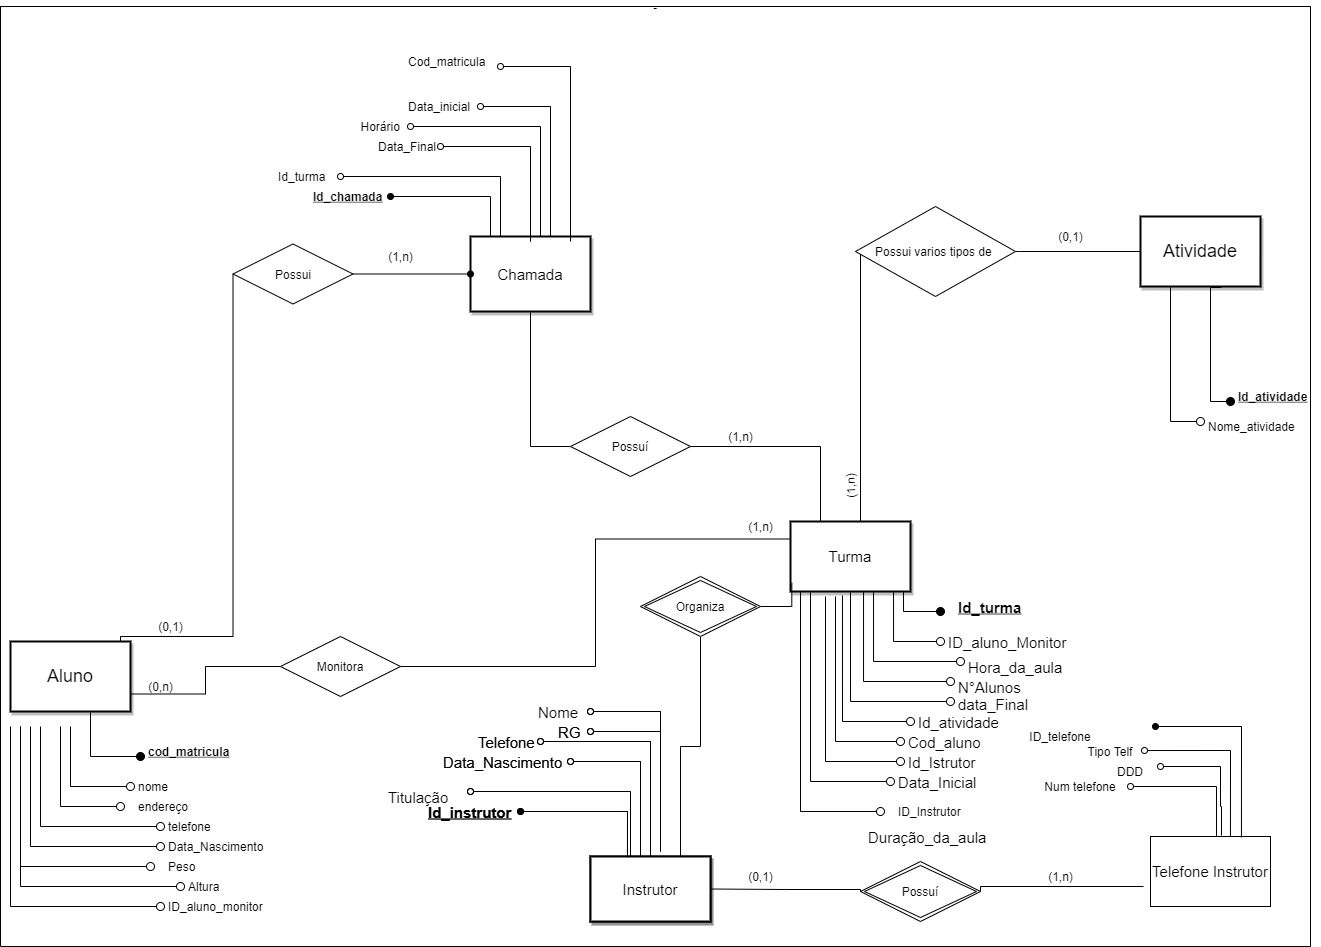 Cod_matricula
Data_inicial
Horário
Data_Final
Id_turma
Id_chamada
Possui
(1,n)
Chamada
Possui varios tipos de
(0,1)
Atividade
Id_atividade
Nome_atividade
Possuí
(1,n)
(1,n)
(1,n)
Turma
Organiza
Id_turma
ID_aluno_Monitor
Hora_da_aula
N°Alunos
data_Final
Id_atividade
Cod_aluno
Id_Istrutor
Data_Inicial
ID_Instrutor
Duração_da_aula
(0,1)
Aluno
(0,n)
Monitora
cod_matricula
nome
endereço
telefone
Data_Nascimento
Peso
Altura
ID_aluno_monitor
Nome
RG
Telefone
Data_Nascimento
Titulação
Id_instrutor
Instrutor
(0,1)
Possuí
(1,n)
ID_telefone
Tipo Telf
DDD
Num telefone
Telefone Instrutor